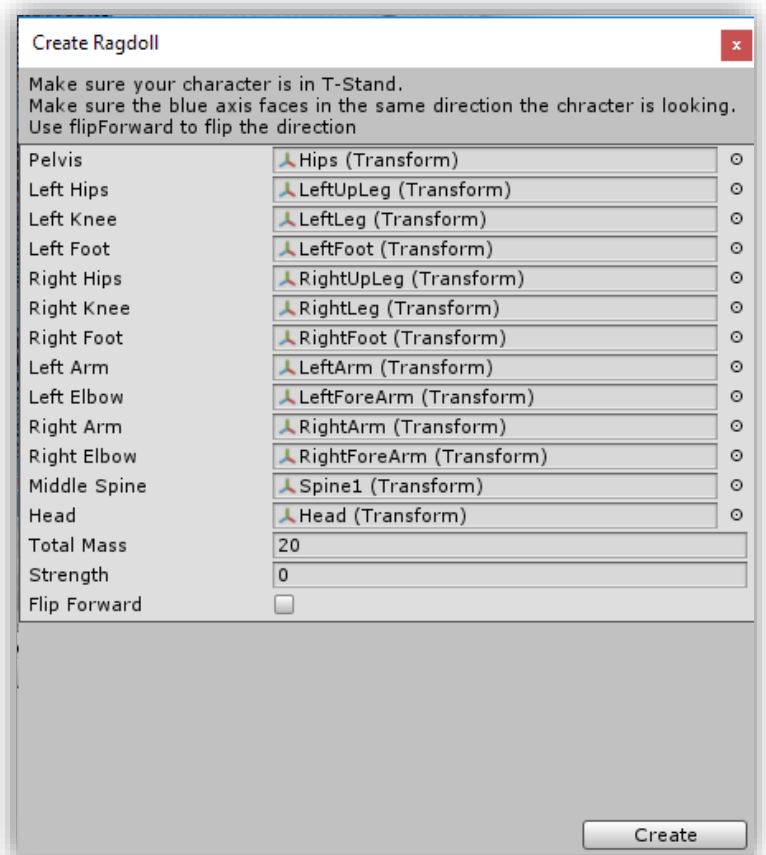 Create Ragdoll
x
Make sure your character is in T-Stand.
Make sure the blue axis faces in the same direction the chracter is looking.
Use flipForward to flip the direction
Pelvis Hips (Transform)
Left Hips LeftUpLeg (Transform)
Left Knee LeftLeg (Transform)
Left Foot LeftFoot (Transform)
Right Hips RightUpLeg (Transform)
Right Knee RightLeg (Transform)
Right Foot RightFoot (Transform)
Left Arm LeftArm (Transform)
Left Elbow LeftForeArm (Transform)
Right Arm RightArm (Transform)
Right Elbow RightForeArm (Transform)
Middle Spine Spine1 (Transform)
Head Head (Transform)
Total Mass 20
Strength 0
Flip Forward
Create